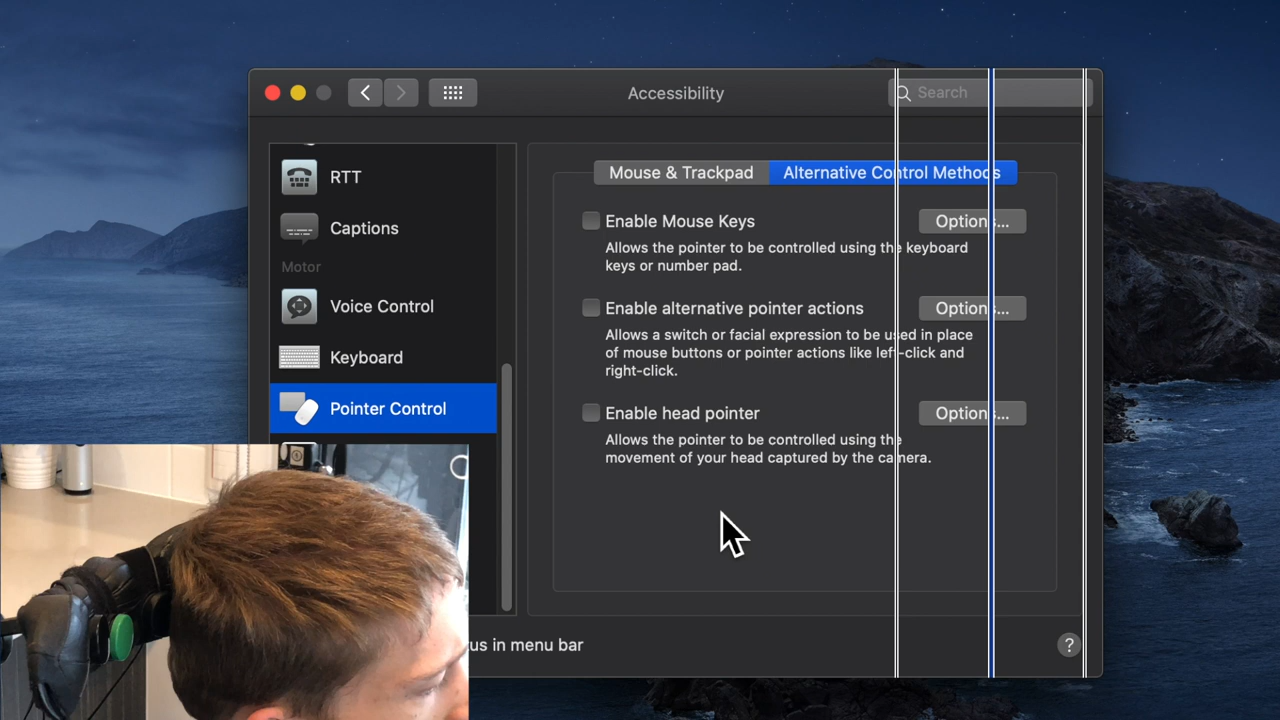 Accessibility
Search
RTT
Captions
Motor
Voice Control
Keyboard
Pointer Control
Mouse & Trackpad
Alternative Control Methods
Enable Mouse Keys
Options...
Allows the pointer to be controlled using the keyboard
keys or number pad.
Enable alternative pointer actions
Options...
Allows a switch or facial expression to be used in place
of mouse buttons or pointer actions like left-click and
right-click.
Enable head pointer
Options...
Allows the pointer to be controlled using the
movement of your head captured by the camera.
us in menu bar
?